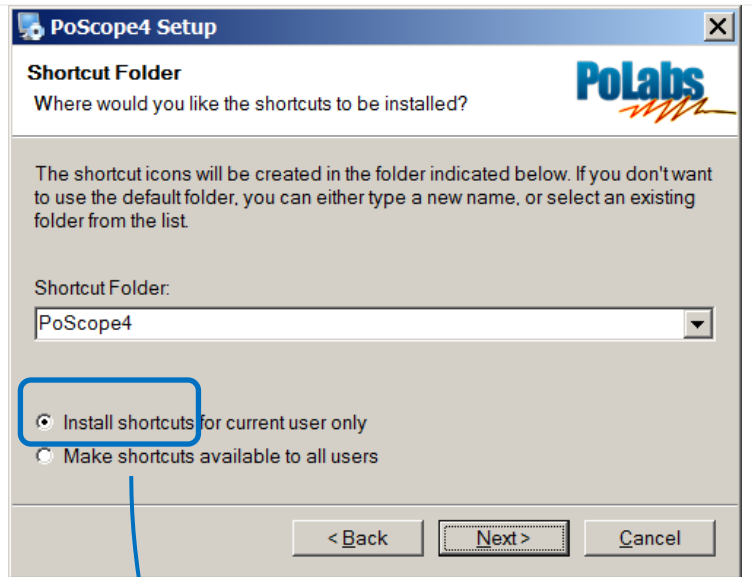 PoScope4 Setup
Shortcut Folder
Where would you like the shortcuts to be installed?
PoLabs
The shortcut icons will be created in the folder indicated below. If you don't want
to use the default folder, you can either type a new name, or select an existing
folder from the list.
Shortcut Folder:
PoScope4
Install shortcuts for current user only
Make shortcuts available to all users
< Back
Next >
Cancel